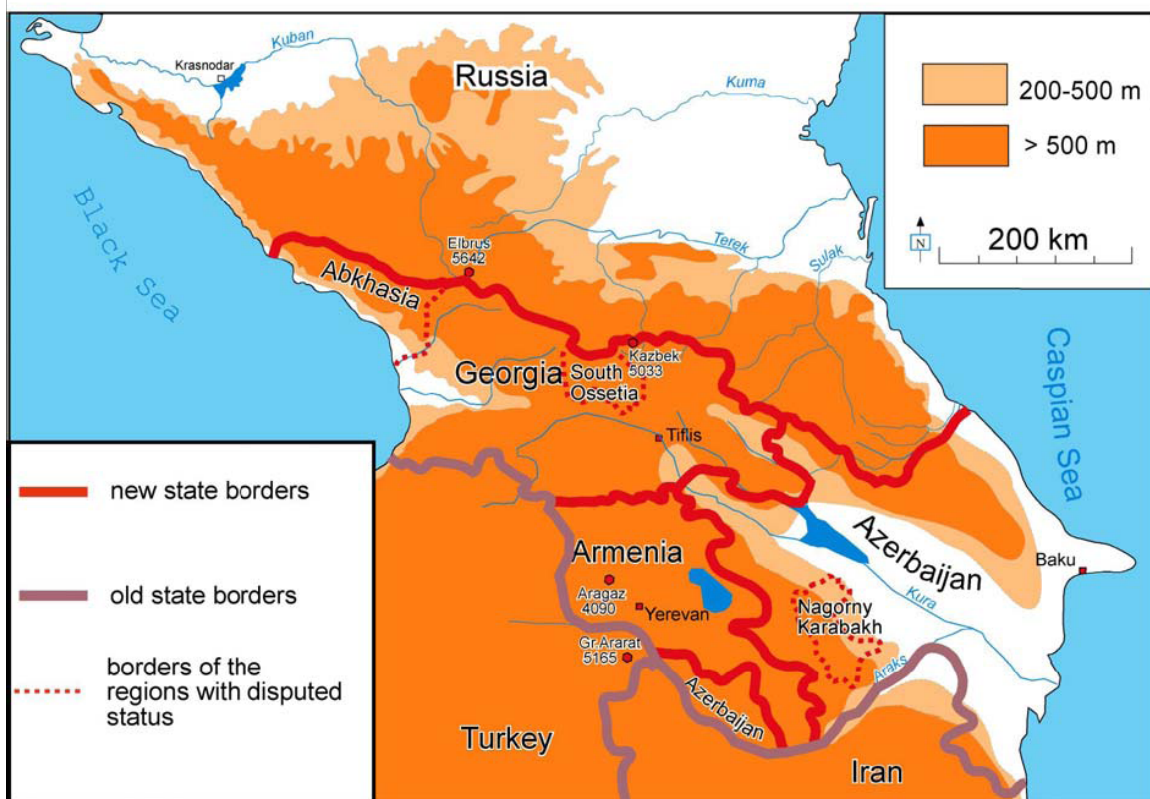 Krasnodar
Kuban
Russia
Kuma
200-500 m
> 500 m
N
200 km
Black Sea
Elbrus
5642
Terek
Sulak
Abkhasia
Caspian Sea
Georgia
Kazbek
5033
South
Ossetia
Tiflis
new state borders
Azerbaijan
Armenia
Baku
old state borders
Aragaz
4090
Yerevan
Nagorny
Karabakh
Kura
Gr.Ararat
5165
Araks
borders of the
regions with disputed
status
Azerbaijan
Turkey
Iran